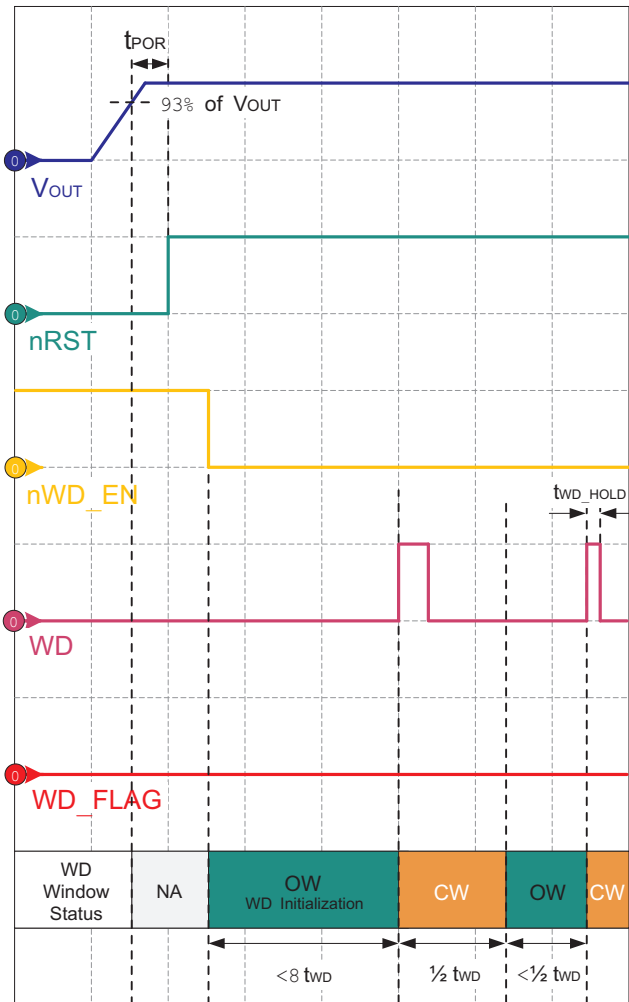 tPOR
93% of VOUT
0
VOUT
0
nRST
0
nWD_EN
tWD_HOLD
0
WD
0
WD_FLAG
WD
Window
Status
NA
OW
WD Initialization
CW
OW
CW
<8 tWD
½ tWD
<½ tWD